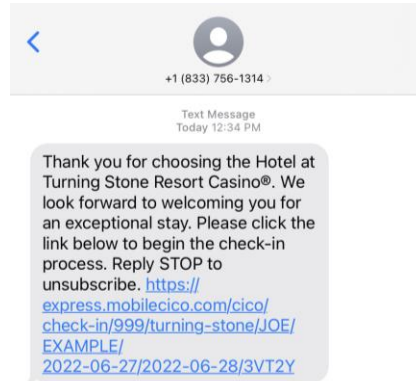 +1 (833) 756-1314 >
Text Message
Today 12:34 PM
Thank you for choosing the Hotel at
Turning Stone Resort Casino®. We
look forward to welcoming you for
an exceptional stay. Please click the
link below to begin the check-in
process. Reply STOP to
unsubscribe. https://
express.mobilecico.com/cico/
check-in/999/turning-stone/JOE/
EXAMPLE/
2022-06-27/2022-06-28/3VT2Y